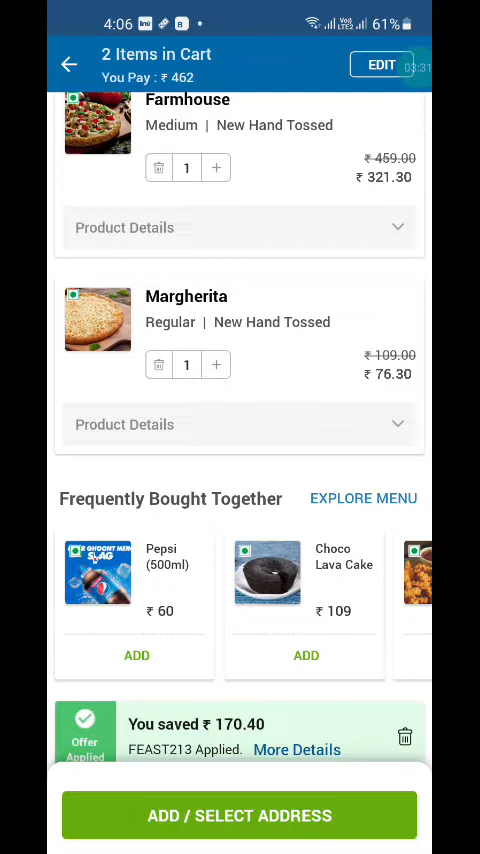 4:06
61%
2 Items in Cart
You Pay : ₹ 462
EDIT
03:31
Farmhouse
Medium | New Hand Tossed
₹ 459.00
1
₹ 321.30
Product Details
Margherita
Regular | New Hand Tossed
₹ 109.00
1
₹ 76.30
Product Details
Frequently Bought Together
EXPLORE MENU
Pepsi
(500ml)
₹ 60
ADD
Choco
Lava Cake
₹ 109
ADD
Offer
Applied
You saved ₹ 170.40
FEAST213 Applied. More Details
ADD / SELECT ADDRESS